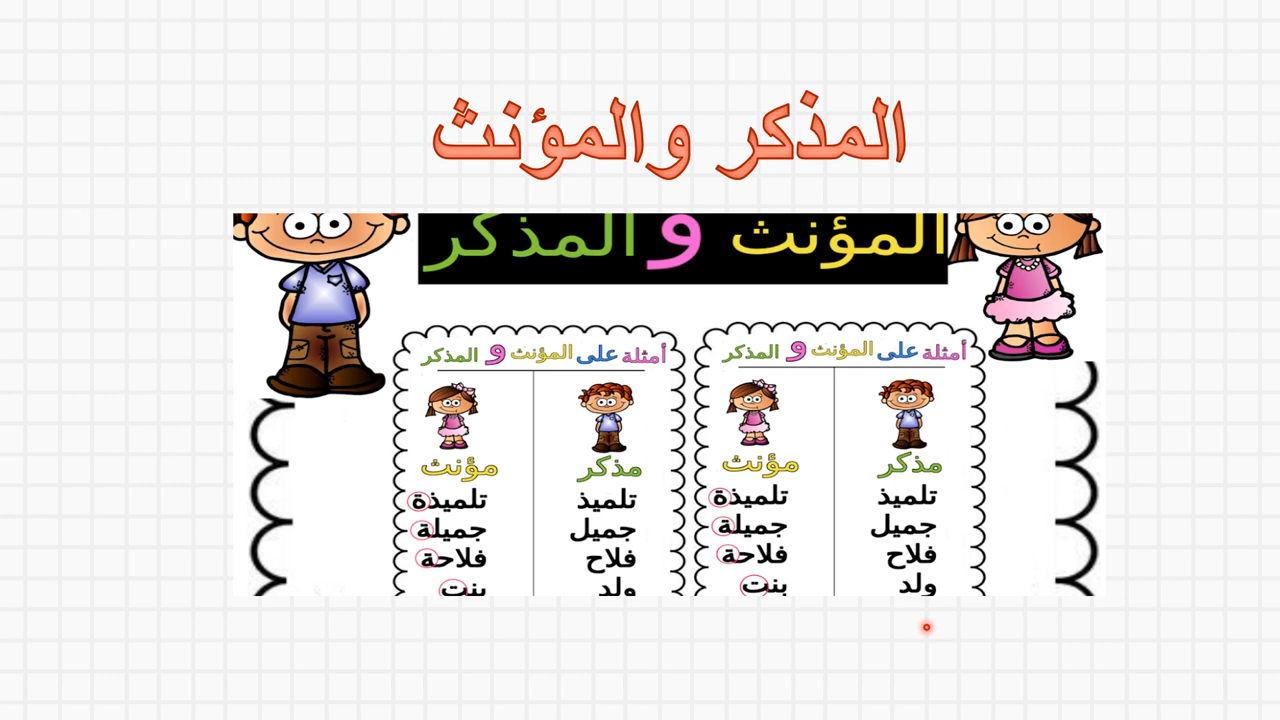 المذكر والمؤنث
المؤنث و المذكر
أمثلة على المؤنث و المذكر
مذكر مؤنث
تلميذ تلميذة
جميل جميلة
فلاح فلاحة
ولد بنت
أمثلة على المؤنث و المذكر
مذكر مؤنث
تلميذ تلميذة
جميل جميلة
فلاح فلاحة
ولد بنت